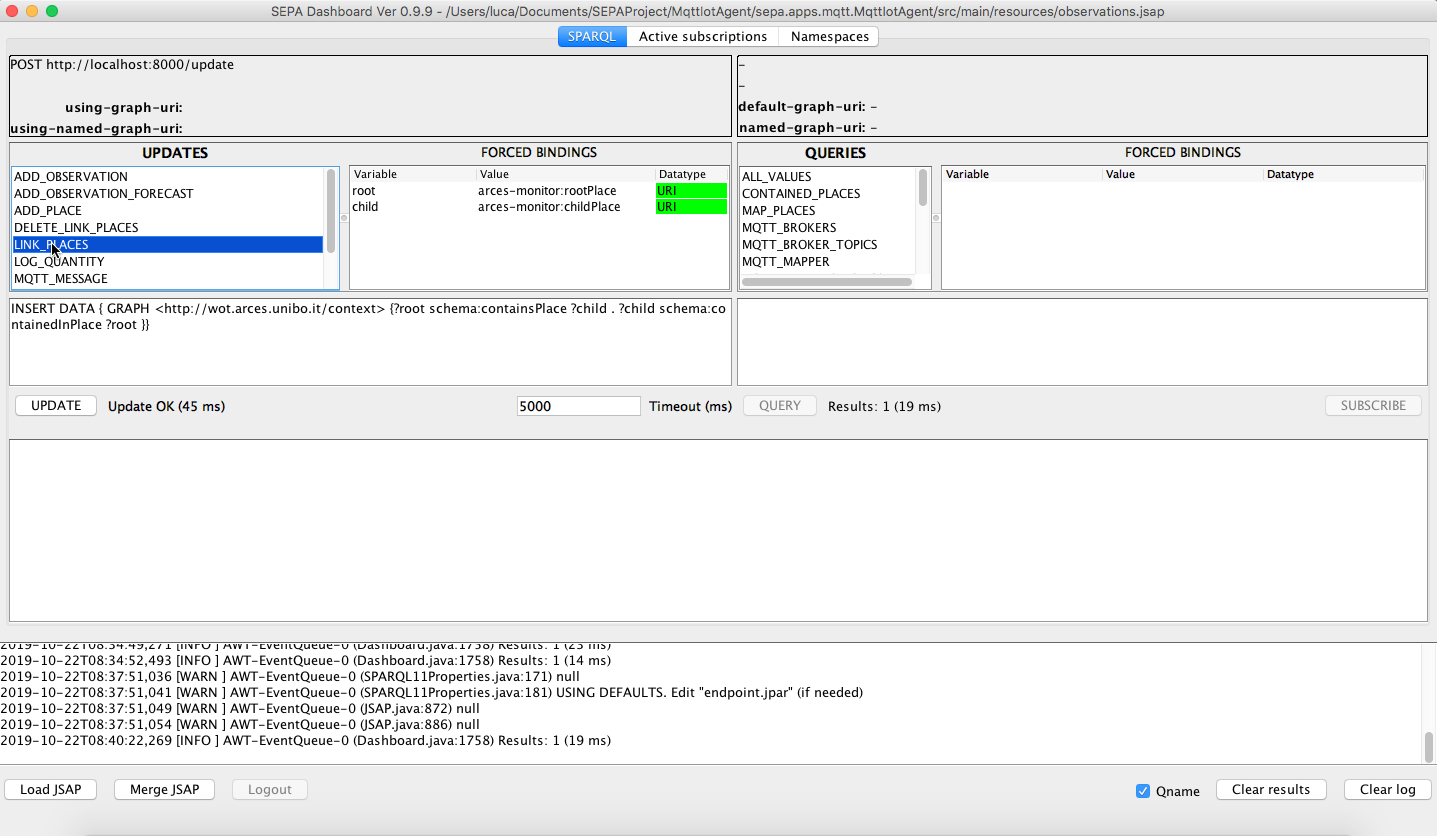 SEPA Dashboard Ver 0.9.9 - /Users/luca/Documents/SEPAProject/MqttIotAgent/sepa.apps.mqtt.MqttIotAgent/src/main/resources/observations.jsap
SPARQL Active subscriptions Namespaces
POST http://localhost:8000/update
using-graph-uri:
using-named-graph-uri:
-
-
default-graph-uri: -
named-graph-uri: -
UPDATES
ADD_OBSERVATION
ADD_OBSERVATION_FORECAST
ADD_PLACE
DELETE_LINK_PLACES
LINK_PLACES
LOG_QUANTITY
MQTT_MESSAGE
FORCED BINDINGS
Variable Value Datatype
root arces-monitor:rootPlace URI
child arces-monitor:childPlace URI
QUERIES
ALL_VALUES
CONTAINED_PLACES
MAP_PLACES
MQTT_BROKERS
MQTT_BROKER_TOPICS
MQTT_MAPPER
FORCED BINDINGS
Variable Value Datatype
INSERT DATA { GRAPH <http://wot.arces.unibo.it/context> {?root schema:containsPlace ?child . ?child schema:co
ntainedInPlace ?root }}
UPDATE Update OK (45 ms) 5000 Timeout (ms) QUERY Results: 1 (19 ms) SUBSCRIBE
2019-10-22T08:34:49,271 [INFO ] AWT-EventQueue-0 (Dashboard.java:1758) Results: 1 (23 ms)
2019-10-22T08:34:52,493 [INFO ] AWT-EventQueue-0 (Dashboard.java:1758) Results: 1 (14 ms)
2019-10-22T08:37:51,036 [WARN ] AWT-EventQueue-0 (SPARQL11Properties.java:171) null
2019-10-22T08:37:51,041 [WARN ] AWT-EventQueue-0 (SPARQL11Properties.java:181) USING DEFAULTS. Edit "endpoint.jpar" (if needed)
2019-10-22T08:37:51,049 [WARN ] AWT-EventQueue-0 (JSAP.java:872) null
2019-10-22T08:37:51,054 [WARN ] AWT-EventQueue-0 (JSAP.java:886) null
2019-10-22T08:40:22,269 [INFO ] AWT-EventQueue-0 (Dashboard.java:1758) Results: 1 (19 ms)
Load JSAP Merge JSAP Logout Qname Clear results Clear log